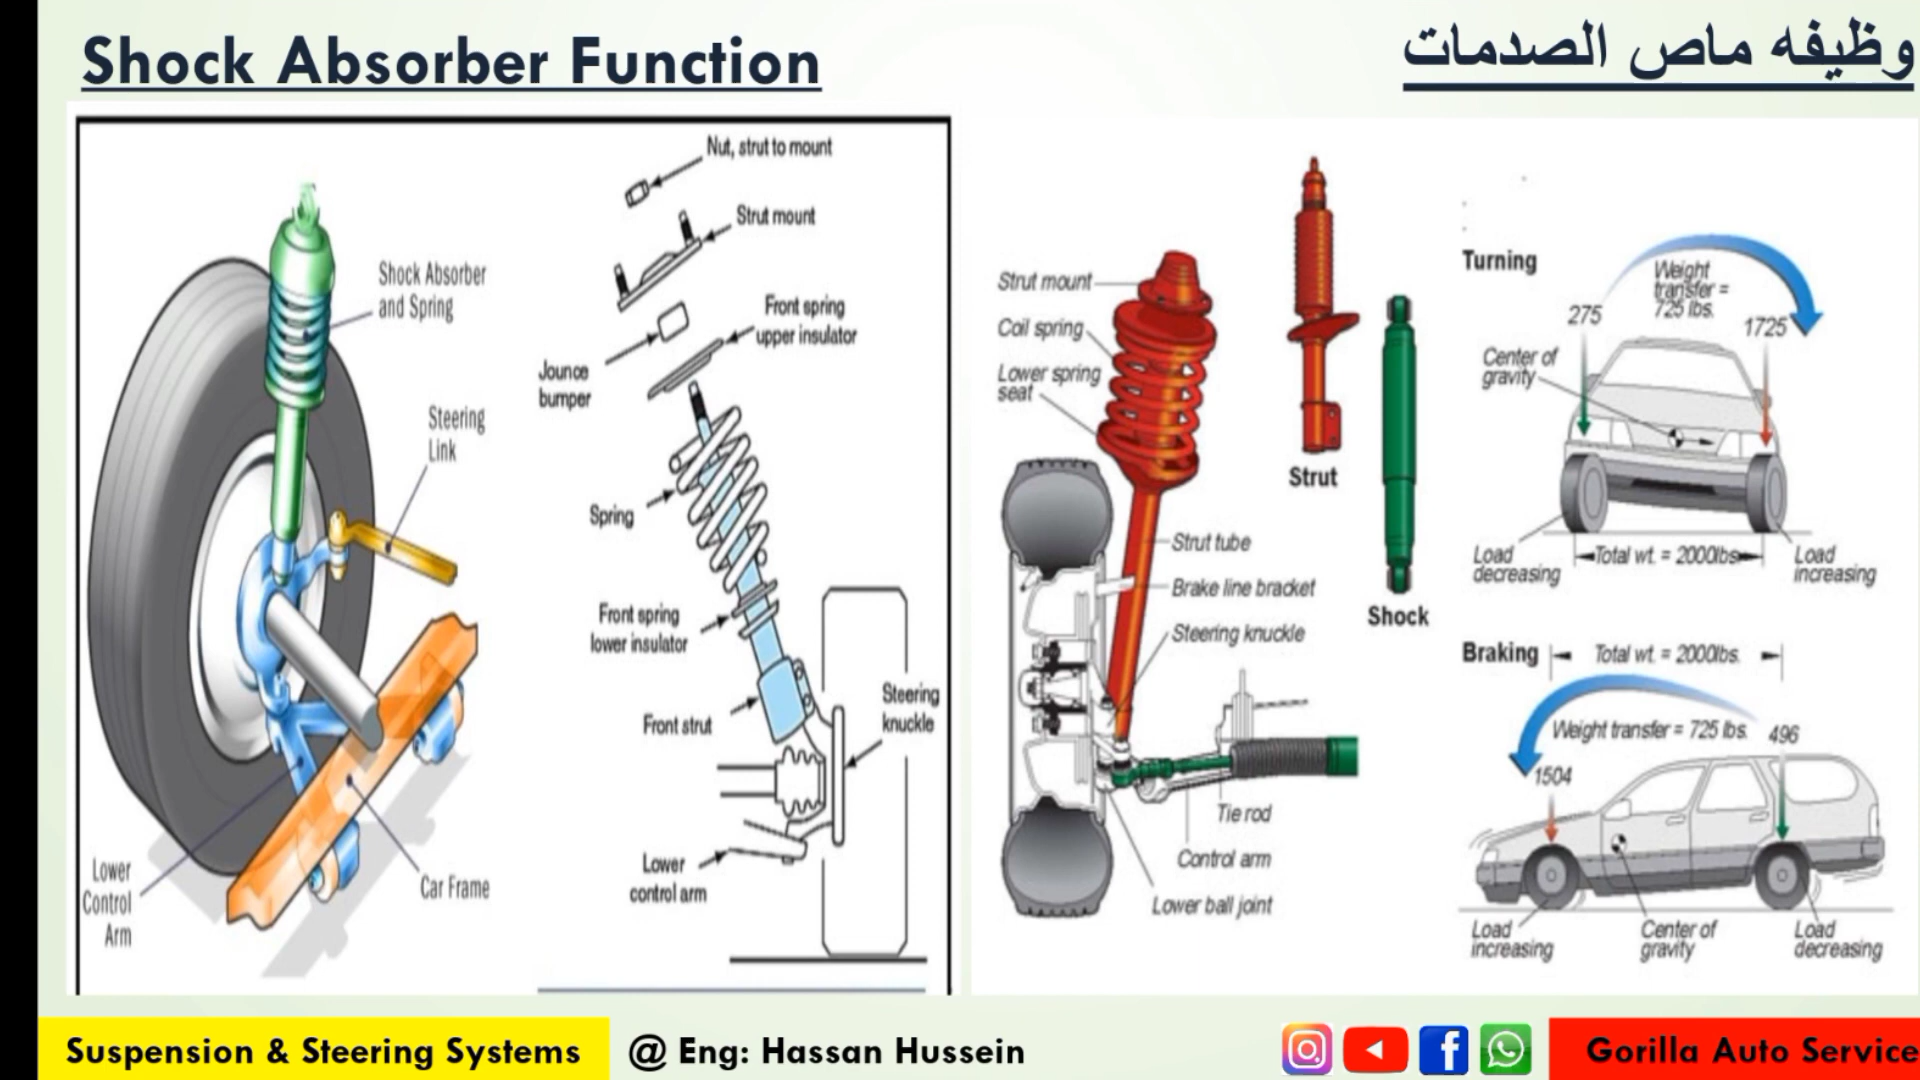 Shock Absorber Function
وظيفه ماص الصدمات
Shock Absorber
and Spring
Steering
Link
Lower
Control
Arm
Car Frame
Nut, strut to mount
Strut mount
Front spring
upper insulator
Jounce
bumper
Spring
Front spring
lower insulator
Front strut
Steering
knuckle
Lower
control arm
Strut mount
Coil spring
Lower spring
seat
Strut tube
Brake line bracket
Steering knuckle
Tie rod
Control arm
Lower ball joint
Strut
Shock
Turning
Weight
transfer =
725 lbs.
275
1725
Center of
gravity
Load
decreasing
Total wt. = 2000lbs
Load
increasing
Braking
Total wt. = 2000lbs.
Weight transfer = 725 lbs.
496
1504
Load
increasing
Center of
gravity
Load
decreasing
Suspension & Steering Systems
@ Eng: Hassan Hussein
Gorilla Auto Service